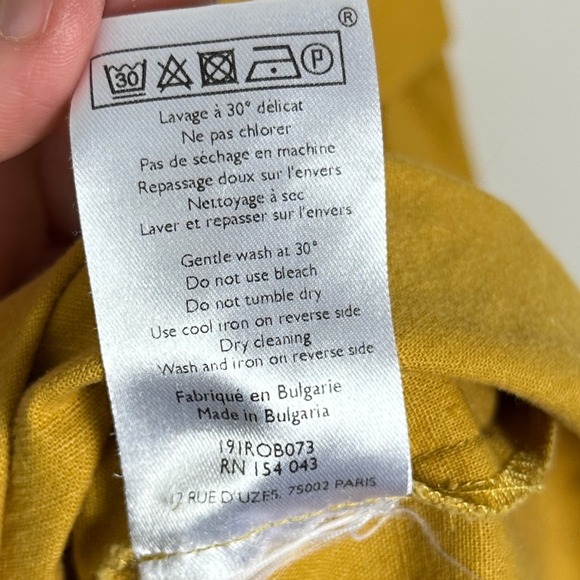 ®
30 P
Lavage à 30° délicat
Ne pas chlorer
Pas de séchage en machine
Repassage doux sur l'envers
Nettoyage à sec
Laver et repasser sur l'envers
Gentle wash at 30°
Do not use bleach
Do not tumble dry
Use cool iron on reverse side
Dry cleaning
Wash and iron on reverse side
Fabriqué en Bulgarie
Made in Bulgaria
191ROB073
RN 154 043
RUE D'UZES, 75002 PARIS